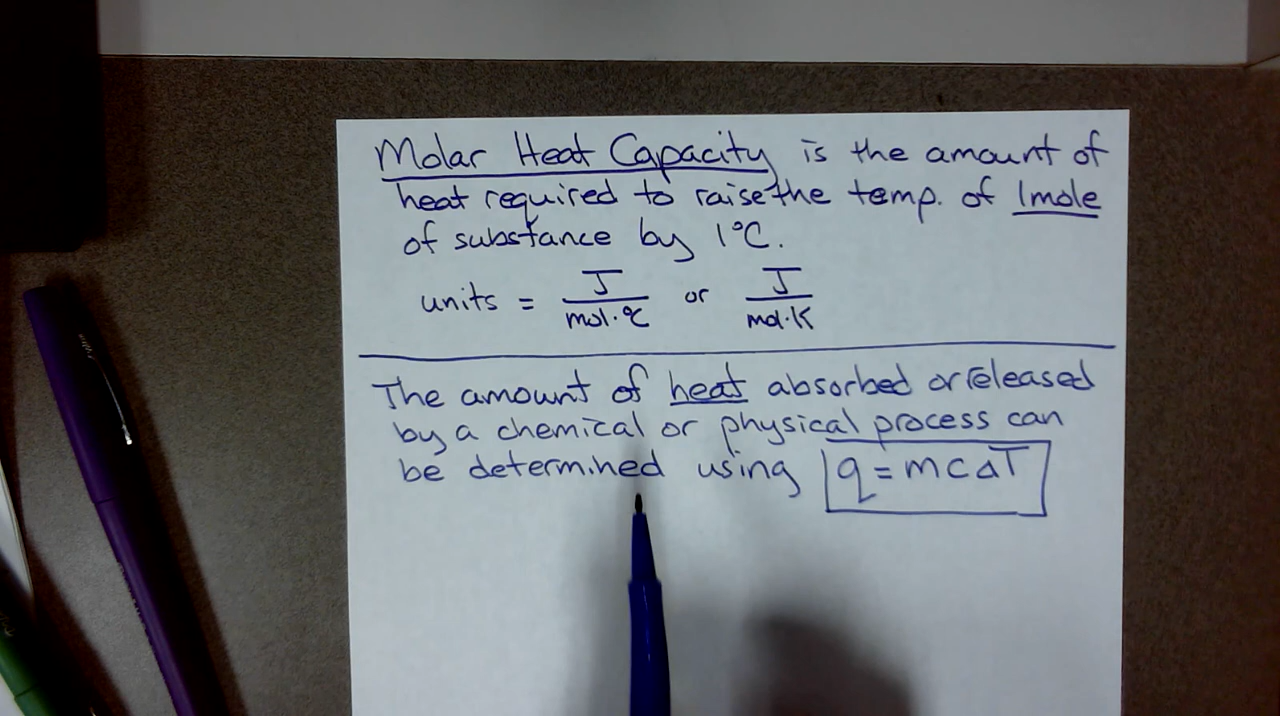 Molar Heat Capacity is the amount of
heat required to raise the temp. of 1 mole
of substance by 1°C.
units = J/mol·°C or J/mol·K
The amount of heat absorbed or released
by a chemical or physical process can
be determined using q = mcΔT